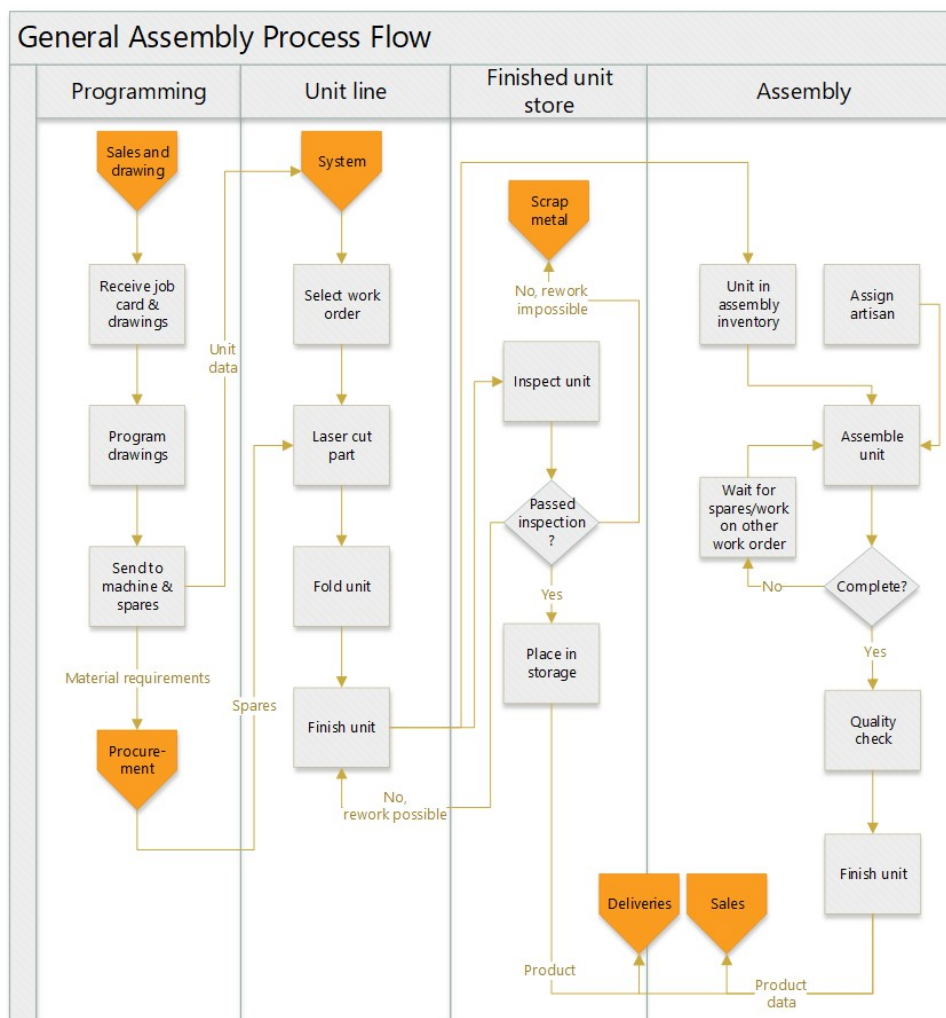 General Assembly Process Flow
Programming
Unit line
Finished unit
store
Assembly
Sales and
drawing
Receive job
card &
drawings
Program
drawings
Send to
machine &
spares
Material requirements
Procure-
ment
Unit
data
Spares
System
Select work
order
Laser cut
part
Fold unit
Finish unit
No,
rework possible
Scrap
metal
No, rework
impossible
Inspect unit
Passed
inspection
?
Yes
Place in
storage
Product
Deliveries
Sales
Unit in
assembly
inventory
Assign
artisan
Assemble
unit
Wait for
spares/work
on other
work order
No
Complete?
Yes
Quality
check
Finish unit
Product
data